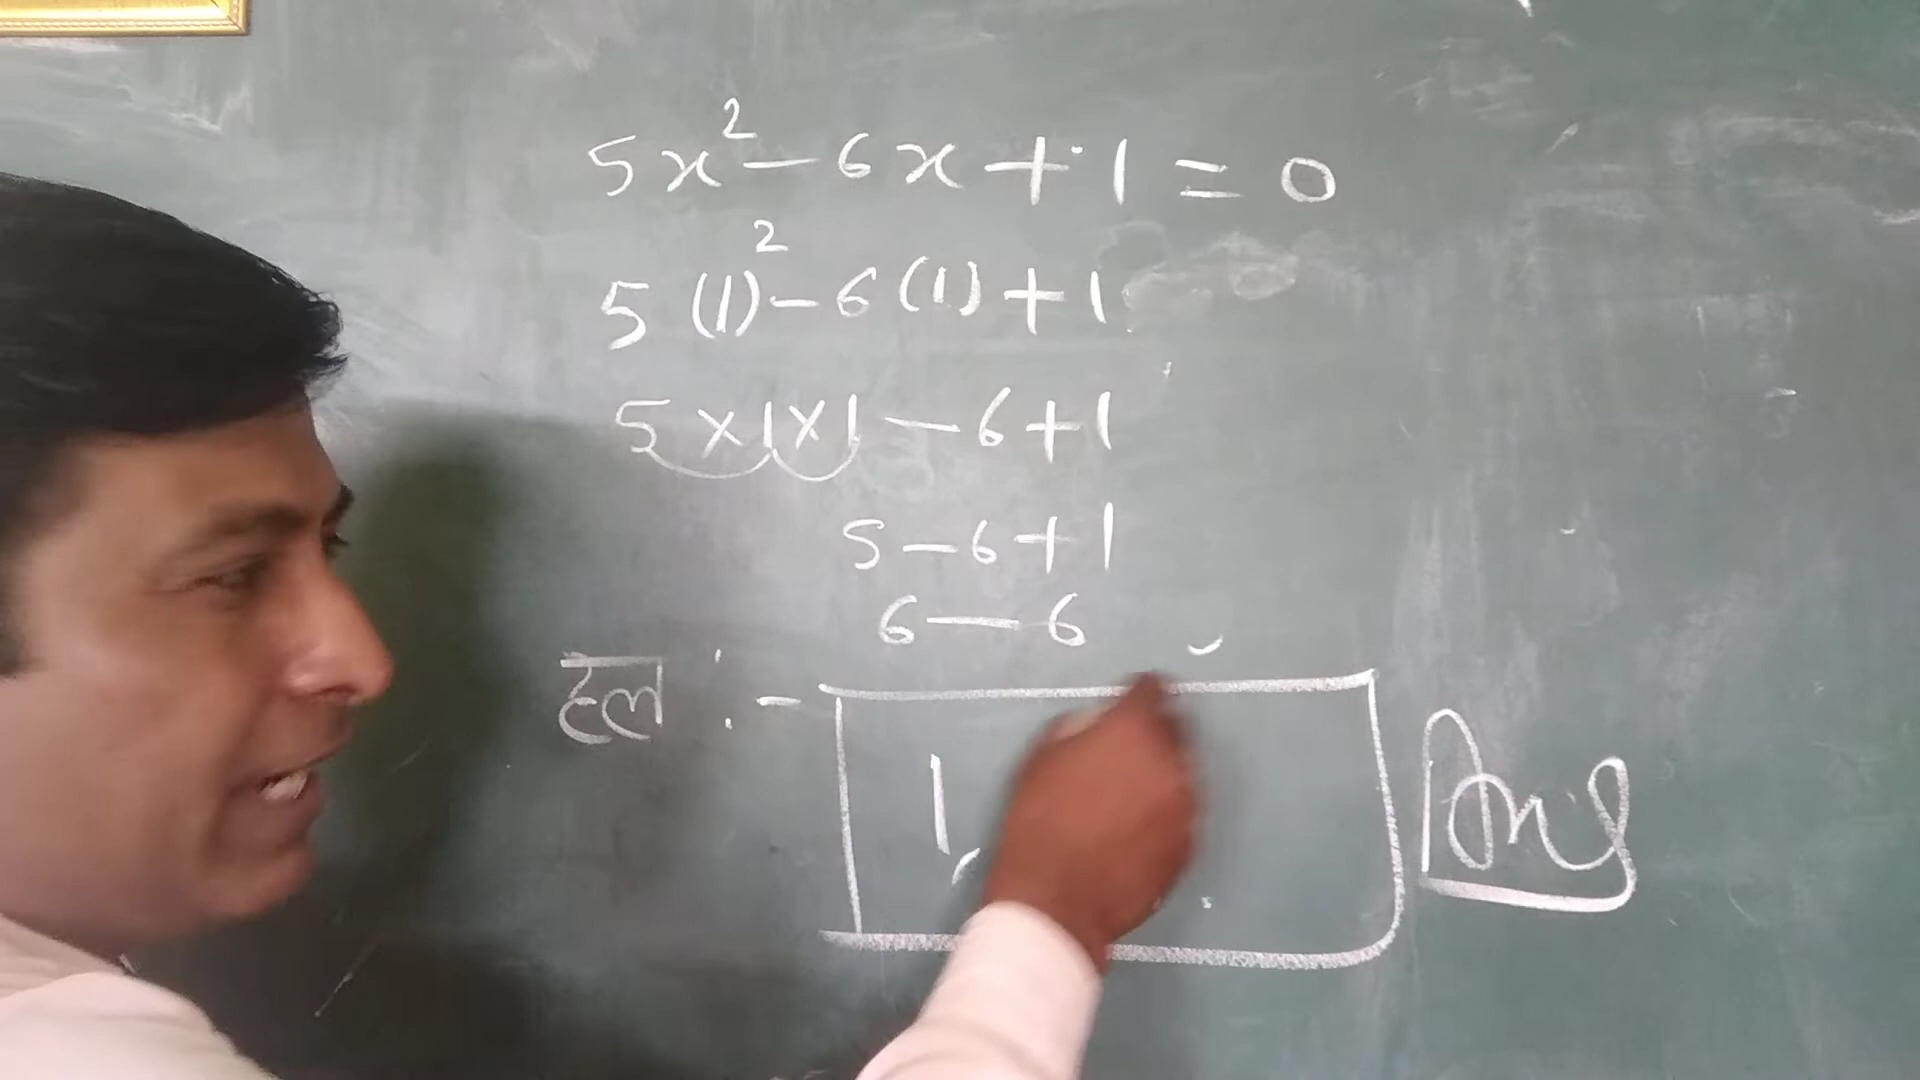 5x² - 6x + 1 = 0
5 (1)² - 6 (1) + 1
5 × 1 × 1 - 6 + 1
5 - 6 + 1
6 - 6
हल :- 1,
Ans